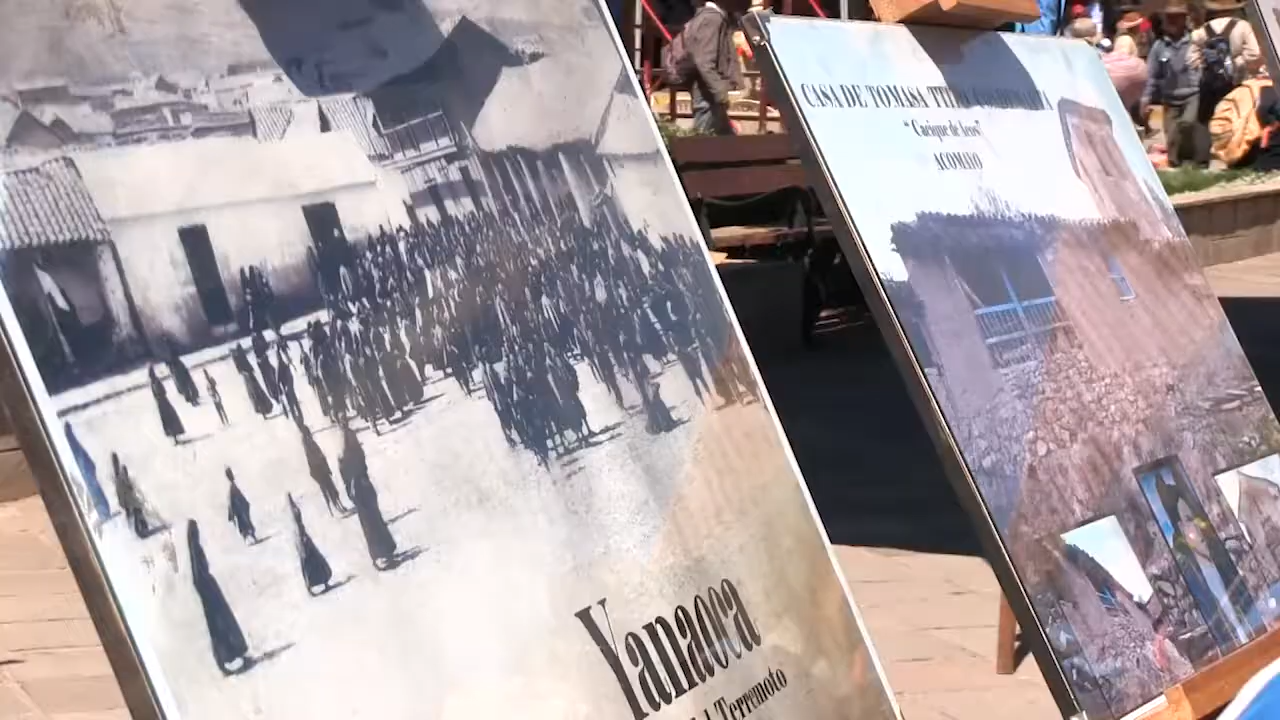 Yanaoca
Terremoto
CASA DE TOMASA TITO
"Cacique de Acos"
ACOMAYO